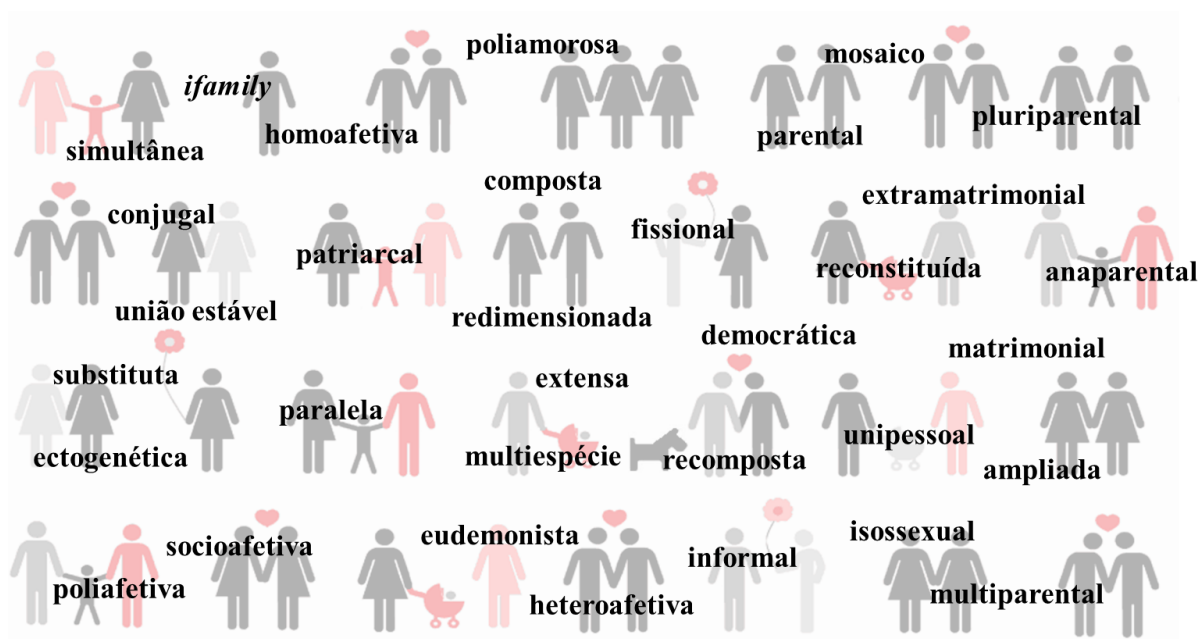 poliamorosa
mosaico
ifamily
pluriparental
homoafetiva
parental
simultânea
composta
extramatrimonial
conjugal
fissional
patriarcal
reconstituída
anaparental
união estável
redimensionada
democrática
matrimonial
substituta
extensa
paralela
unipessoal
ectogenética
multiespécie
recomposta
ampliada
eudemonista
isossexual
socioafetiva
informal
poliafetiva
heteroafetiva
multiparental